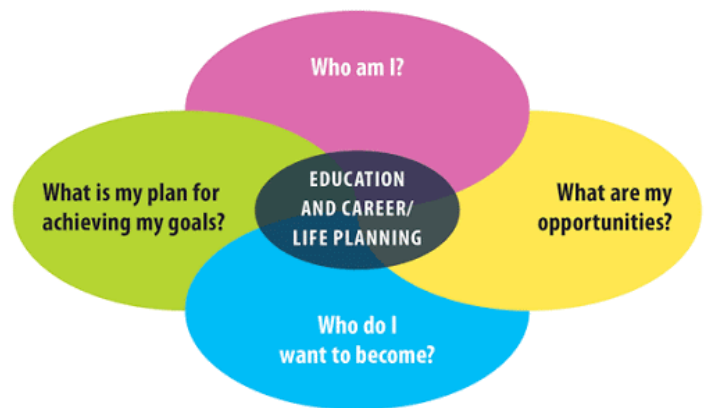 Who am I?
What is my plan for
achieving my goals?
EDUCATION
AND CAREER/
LIFE PLANNING
What are my
opportunities?
Who do I
want to become?